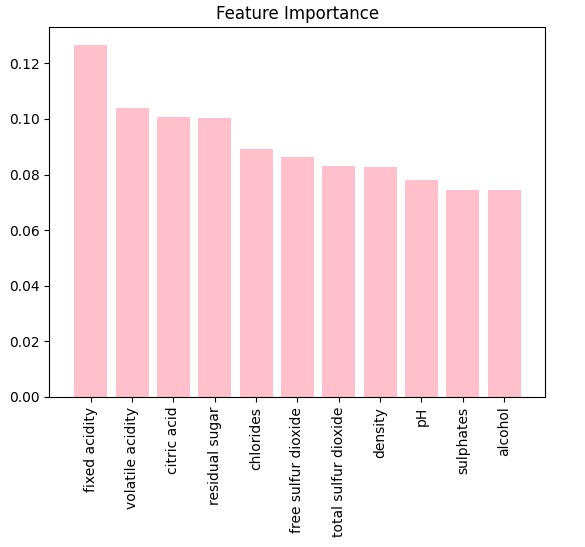 Feature Importance
0.12
0.10
0.08
0.06
0.04
0.02
0.00
fixed acidity
volatile acidity
citric acid
residual sugar
chlorides
free sulfur dioxide
total sulfur dioxide
density
pH
sulphates
alcohol